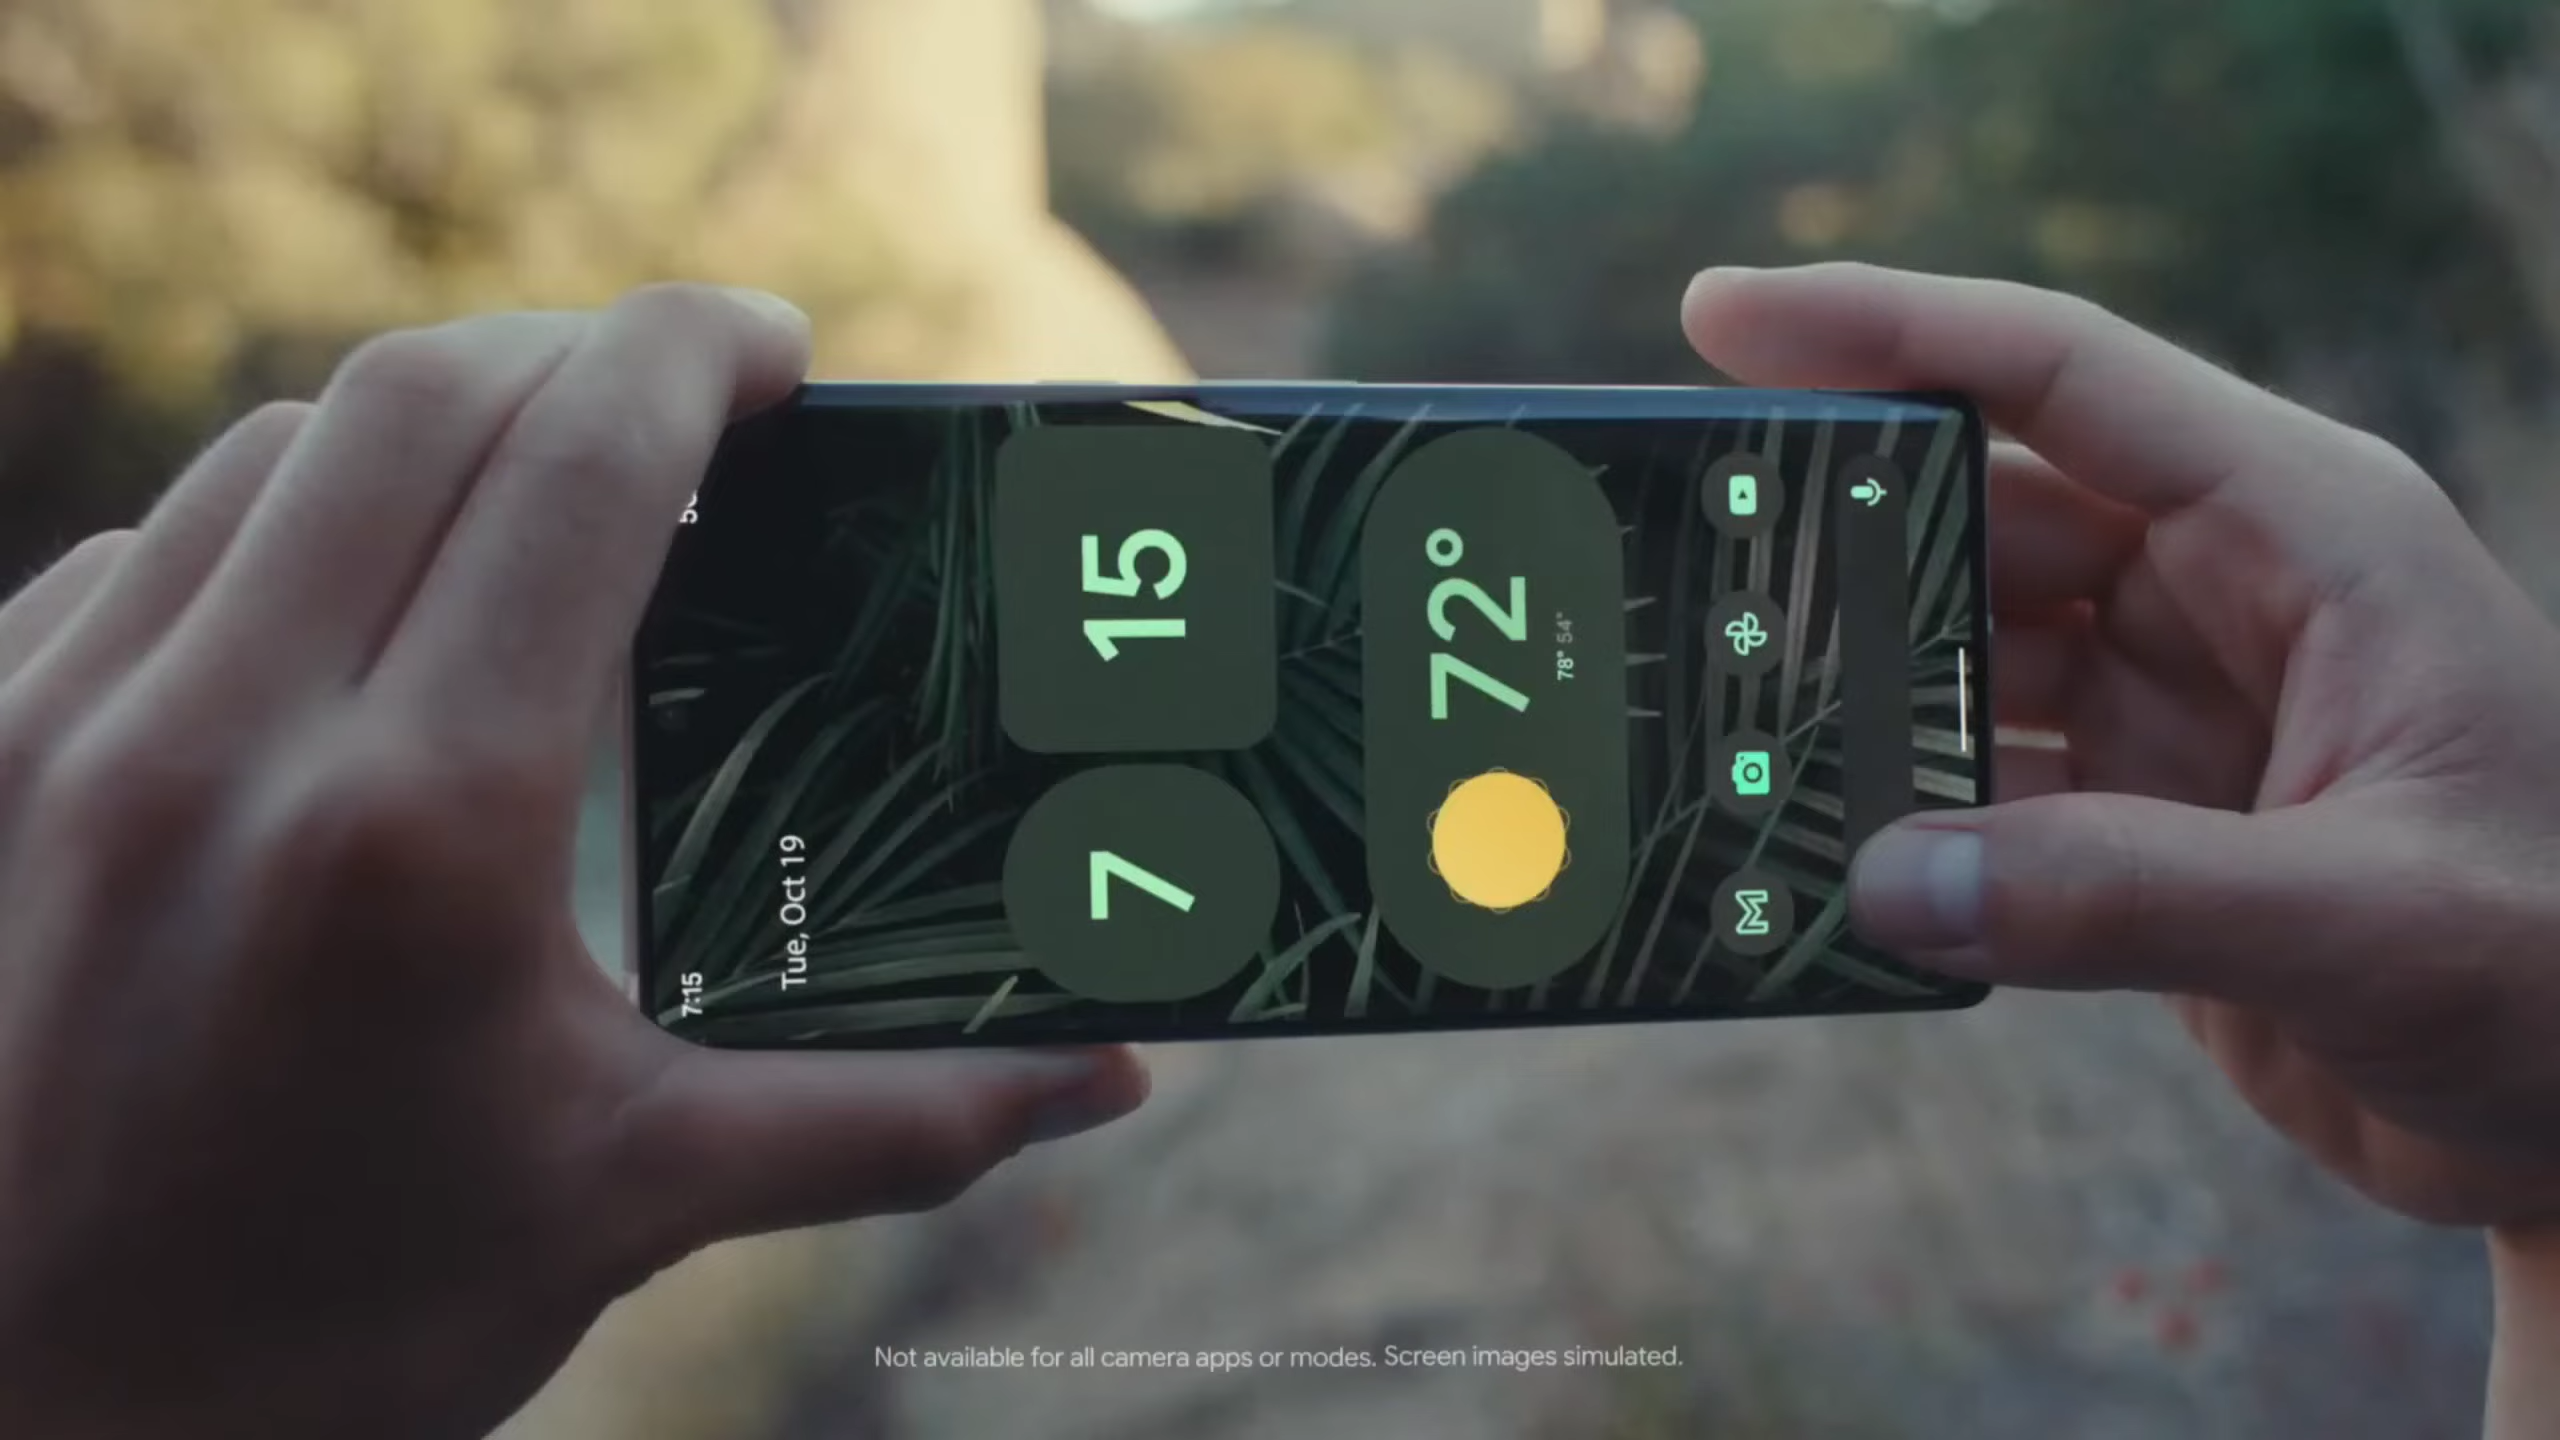 7:15
5G
Tue, Oct 19
7
15
72°
78° 54°
Not available for all camera apps or modes. Screen images simulated.